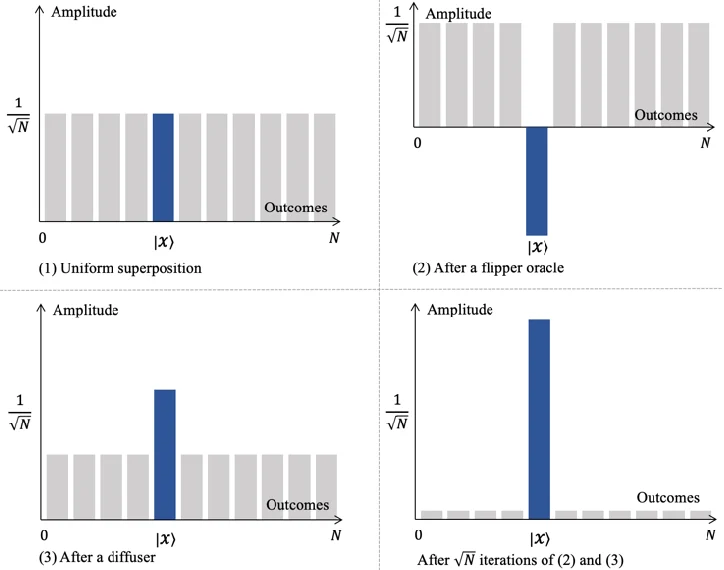 Amplitude
1
√N
Outcomes
0
|x⟩
N
(1) Uniform superposition
1
√N
Amplitude
Outcomes
0
N
|x⟩
(2) After a flipper oracle
Amplitude
1
√N
Outcomes
0
|x⟩
N
(3) After a diffuser
Amplitude
1
√N
Outcomes
0
|x⟩
N
After √N iterations of (2) and (3)